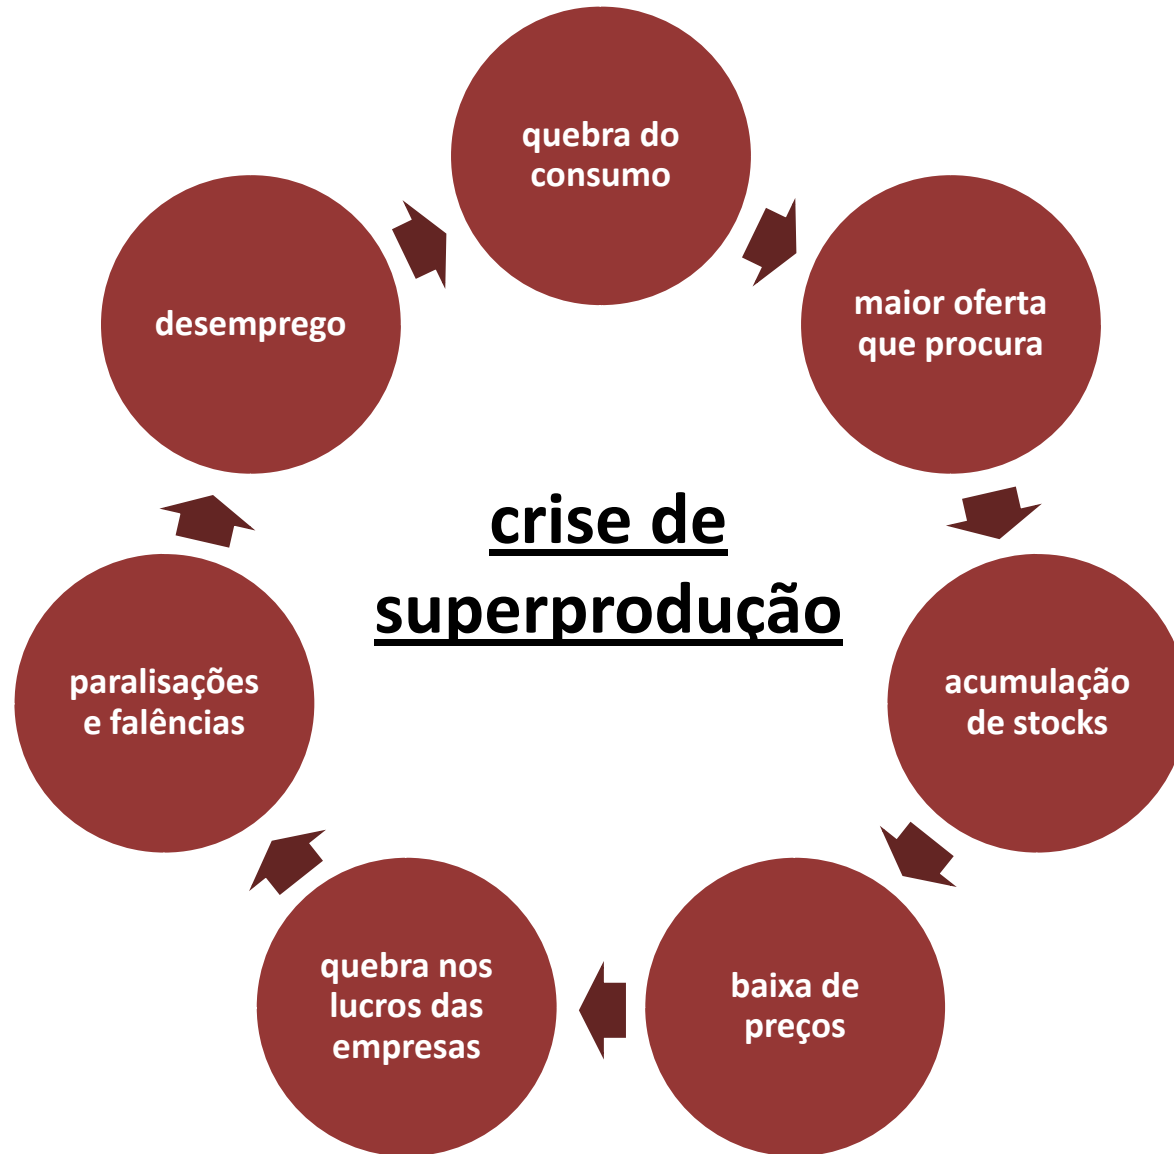 quebra do
consumo
maior oferta
que procura
acumulação
de stocks
baixa de
preços
quebra nos
lucros das
empresas
paralisações
e falências
desemprego
crise de
superprodução